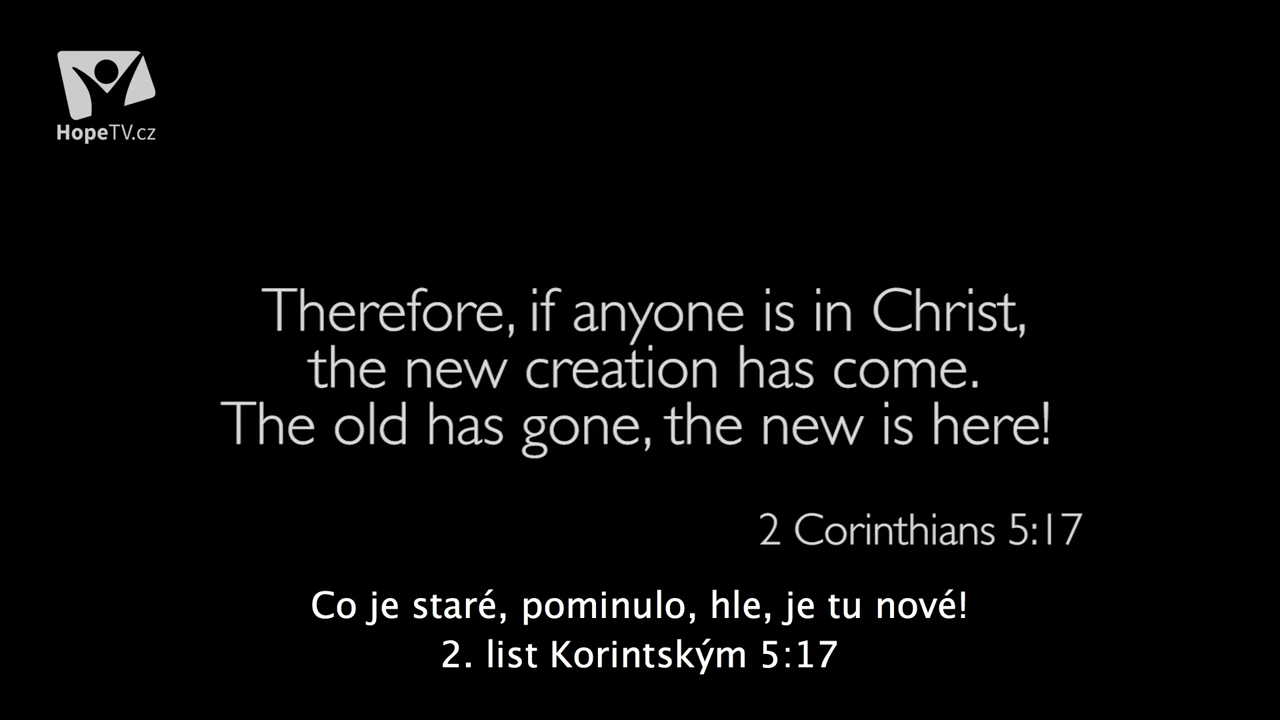 HopeTV.cz
Therefore, if anyone is in Christ,
the new creation has come.
The old has gone, the new is here!
2 Corinthians 5:17
Co je staré, pominulo, hle, je tu nové!
2. list Korintským 5:17